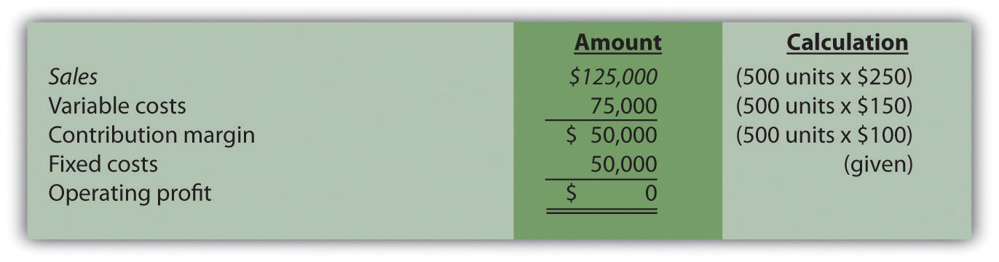 Amount Calculation
Sales $125,000 (500 units x $250)
Variable costs 75,000 (500 units x $150)
Contribution margin $ 50,000 (500 units x $100)
Fixed costs 50,000 (given)
Operating profit $ 0